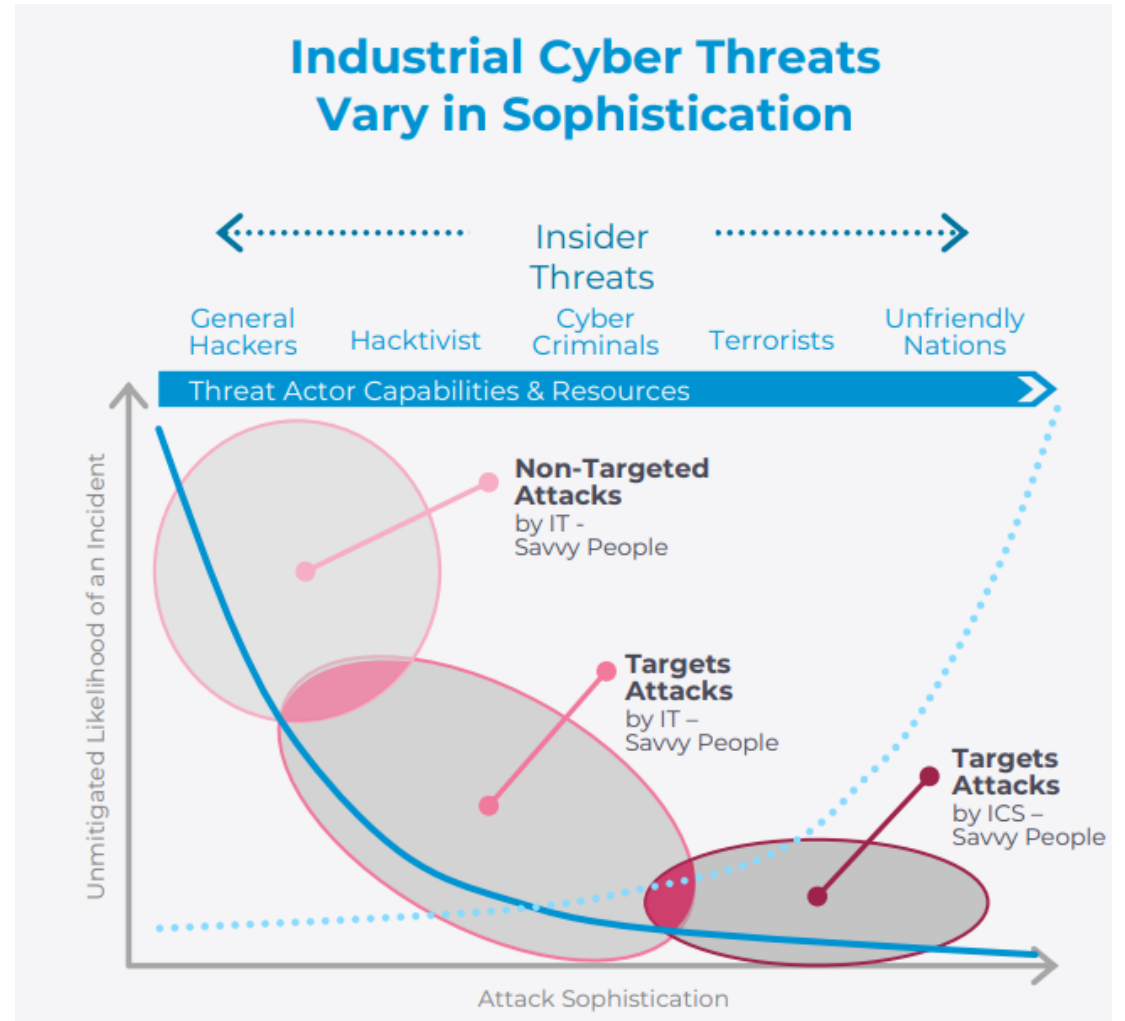 Industrial Cyber Threats
Vary in Sophistication
Insider
Threats
General
Hackers
Hacktivist
Cyber
Criminals
Terrorists
Unfriendly
Nations
Threat Actor Capabilities & Resources
Unmitigated Likelihood of an Incident
Non-Targeted
Attacks
by IT -
Savvy People
Targets
Attacks
by IT –
Savvy People
Targets
Attacks
by ICS –
Savvy People
Attack Sophistication